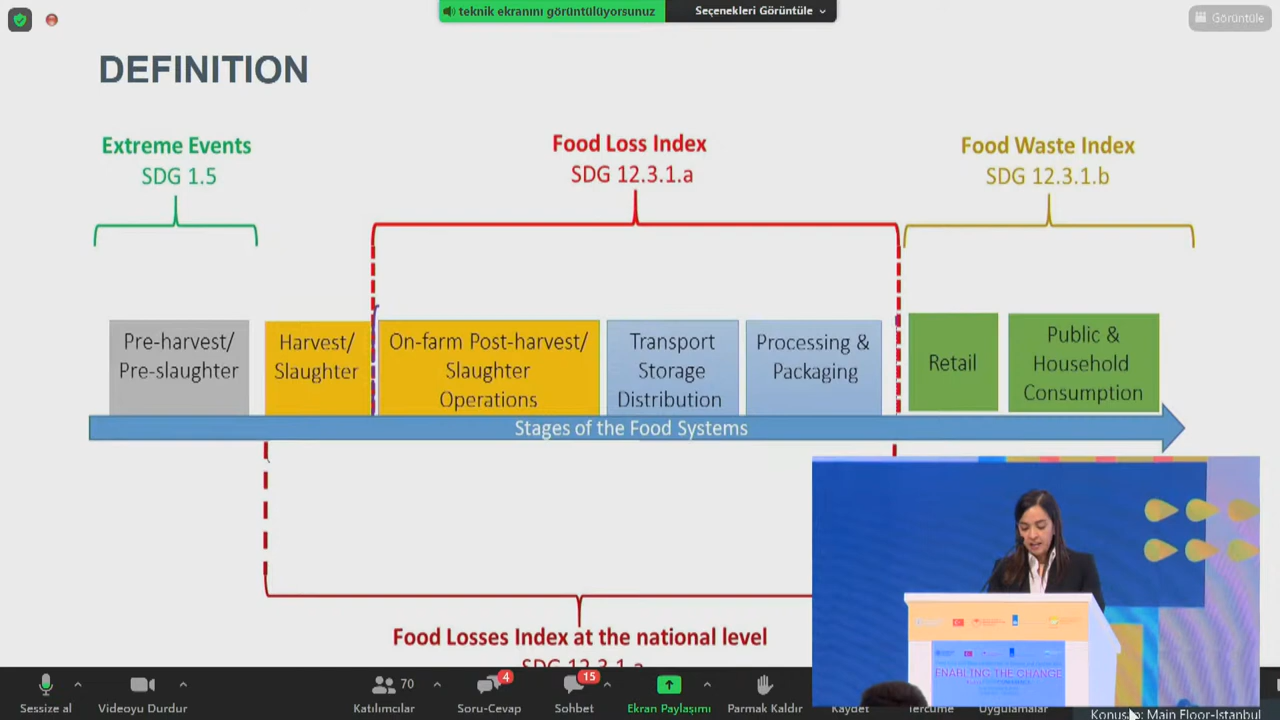 teknik ekranını görüntülüyorsunuz
Seçenekleri Görüntüle
Görüntüle
DEFINITION
Extreme Events
SDG 1.5
Food Loss Index
SDG 12.3.1.a
Food Waste Index
SDG 12.3.1.b
Pre-harvest/
Pre-slaughter
Harvest/
Slaughter
On-farm Post-harvest/
Slaughter
Operations
Transport
Storage
Distribution
Processing &
Packaging
Retail
Public &
Household
Consumption
Stages of the Food Systems
Food Losses Index at the national level
SDG 12.3.1.a
ENABLING THE CHANGE
Sessize al
Videoyu Durdur
70
Katılımcılar
4
Soru-Cevap
15
Sohbet
Ekran Paylaşımı
Parmak Kaldır
Kaydet
Tercüme
Uygulamalar
Main Floor-Istanbul